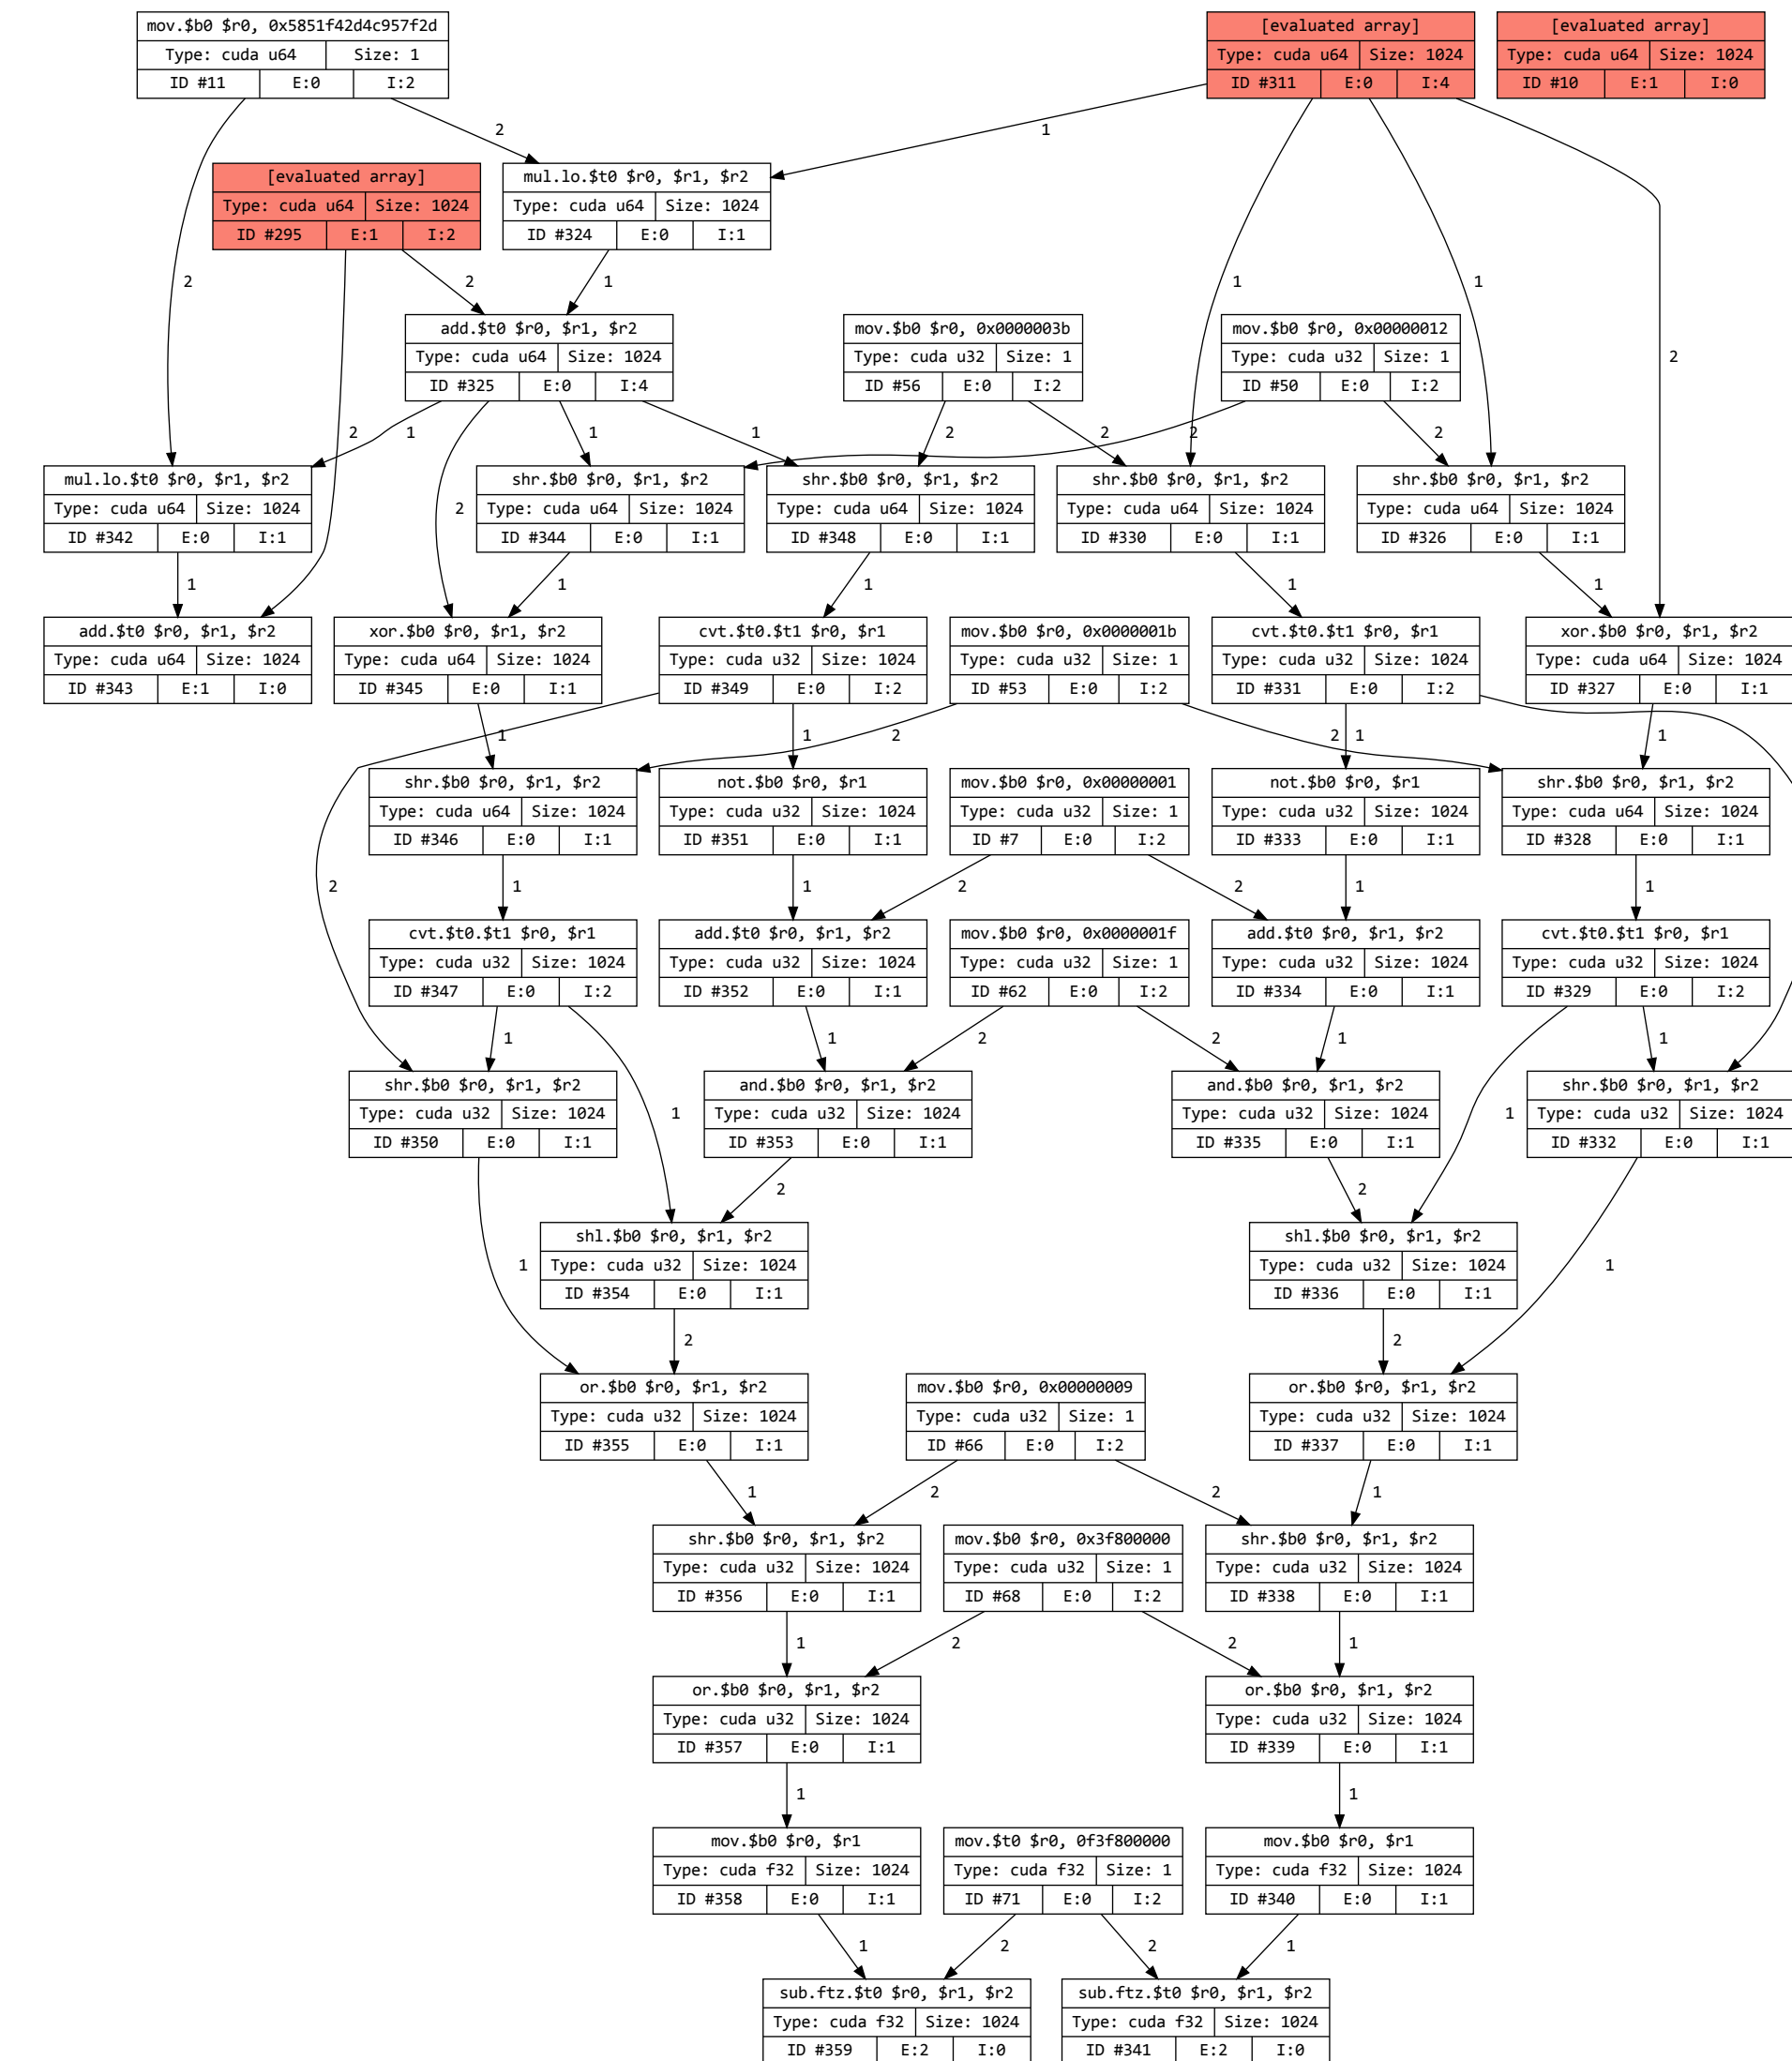 mov.$b0 $r0, 0x5851f42d4c957f2d
Type: cuda u64 Size: 1
ID #11 E:0 I:2
[evaluated array]
Type: cuda u64 Size: 1024
ID #311 E:0 I:4
[evaluated array]
Type: cuda u64 Size: 1024
ID #10 E:1 I:0
2
1
[evaluated array]
Type: cuda u64 Size: 1024
ID #295 E:1 I:2
mul.lo.$t0 $r0, $r1, $r2
Type: cuda u64 Size: 1024
ID #324 E:0 I:1
2
2
1
1
1
add.$t0 $r0, $r1, $r2
Type: cuda u64 Size: 1024
ID #325 E:0 I:4
mov.$b0 $r0, 0x0000003b
Type: cuda u32 Size: 1
ID #56 E:0 I:2
mov.$b0 $r0, 0x00000012
Type: cuda u32 Size: 1
ID #50 E:0 I:2
2
2
1
1
1
2
2
2
2
mul.lo.$t0 $r0, $r1, $r2
Type: cuda u64 Size: 1024
ID #342 E:0 I:1
shr.$b0 $r0, $r1, $r2
Type: cuda u64 Size: 1024
ID #344 E:0 I:1
shr.$b0 $r0, $r1, $r2
Type: cuda u64 Size: 1024
ID #348 E:0 I:1
shr.$b0 $r0, $r1, $r2
Type: cuda u64 Size: 1024
ID #330 E:0 I:1
shr.$b0 $r0, $r1, $r2
Type: cuda u64 Size: 1024
ID #326 E:0 I:1
2
1
1
1
1
1
add.$t0 $r0, $r1, $r2
Type: cuda u64 Size: 1024
ID #343 E:1 I:0
xor.$b0 $r0, $r1, $r2
Type: cuda u64 Size: 1024
ID #345 E:0 I:1
cvt.$t0.$t1 $r0, $r1
Type: cuda u32 Size: 1024
ID #349 E:0 I:2
mov.$b0 $r0, 0x0000001b
Type: cuda u32 Size: 1
ID #53 E:0 I:2
cvt.$t0.$t1 $r0, $r1
Type: cuda u32 Size: 1024
ID #331 E:0 I:2
xor.$b0 $r0, $r1, $r2
Type: cuda u64 Size: 1024
ID #327 E:0 I:1
1
1
2
2
1
1
shr.$b0 $r0, $r1, $r2
Type: cuda u64 Size: 1024
ID #346 E:0 I:1
not.$b0 $r0, $r1
Type: cuda u32 Size: 1024
ID #351 E:0 I:1
mov.$b0 $r0, 0x00000001
Type: cuda u32 Size: 1
ID #7 E:0 I:2
not.$b0 $r0, $r1
Type: cuda u32 Size: 1024
ID #333 E:0 I:1
shr.$b0 $r0, $r1, $r2
Type: cuda u64 Size: 1024
ID #328 E:0 I:1
2
1
1
2
2
1
1
cvt.$t0.$t1 $r0, $r1
Type: cuda u32 Size: 1024
ID #347 E:0 I:2
add.$t0 $r0, $r1, $r2
Type: cuda u32 Size: 1024
ID #352 E:0 I:1
mov.$b0 $r0, 0x0000001f
Type: cuda u32 Size: 1
ID #62 E:0 I:2
add.$t0 $r0, $r1, $r2
Type: cuda u32 Size: 1024
ID #334 E:0 I:1
cvt.$t0.$t1 $r0, $r1
Type: cuda u32 Size: 1024
ID #329 E:0 I:2
1
1
2
2
1
1
shr.$b0 $r0, $r1, $r2
Type: cuda u32 Size: 1024
ID #350 E:0 I:1
and.$b0 $r0, $r1, $r2
Type: cuda u32 Size: 1024
ID #353 E:0 I:1
and.$b0 $r0, $r1, $r2
Type: cuda u32 Size: 1024
ID #335 E:0 I:1
shr.$b0 $r0, $r1, $r2
Type: cuda u32 Size: 1024
ID #332 E:0 I:1
1
1
2
2
shl.$b0 $r0, $r1, $r2
Type: cuda u32 Size: 1024
ID #354 E:0 I:1
shl.$b0 $r0, $r1, $r2
Type: cuda u32 Size: 1024
ID #336 E:0 I:1
1
1
2
2
or.$b0 $r0, $r1, $r2
Type: cuda u32 Size: 1024
ID #355 E:0 I:1
mov.$b0 $r0, 0x00000009
Type: cuda u32 Size: 1
ID #66 E:0 I:2
or.$b0 $r0, $r1, $r2
Type: cuda u32 Size: 1024
ID #337 E:0 I:1
1
2
2
1
shr.$b0 $r0, $r1, $r2
Type: cuda u32 Size: 1024
ID #356 E:0 I:1
mov.$b0 $r0, 0x3f800000
Type: cuda u32 Size: 1
ID #68 E:0 I:2
shr.$b0 $r0, $r1, $r2
Type: cuda u32 Size: 1024
ID #338 E:0 I:1
1
2
2
1
or.$b0 $r0, $r1, $r2
Type: cuda u32 Size: 1024
ID #357 E:0 I:1
or.$b0 $r0, $r1, $r2
Type: cuda u32 Size: 1024
ID #339 E:0 I:1
1
1
mov.$b0 $r0, $r1
Type: cuda f32 Size: 1024
ID #358 E:0 I:1
mov.$t0 $r0, 0f3f800000
Type: cuda f32 Size: 1
ID #71 E:0 I:2
mov.$b0 $r0, $r1
Type: cuda f32 Size: 1024
ID #340 E:0 I:1
1
2
2
1
sub.ftz.$t0 $r0, $r1, $r2
Type: cuda f32 Size: 1024
ID #359 E:2 I:0
sub.ftz.$t0 $r0, $r1, $r2
Type: cuda f32 Size: 1024
ID #341 E:2 I:0